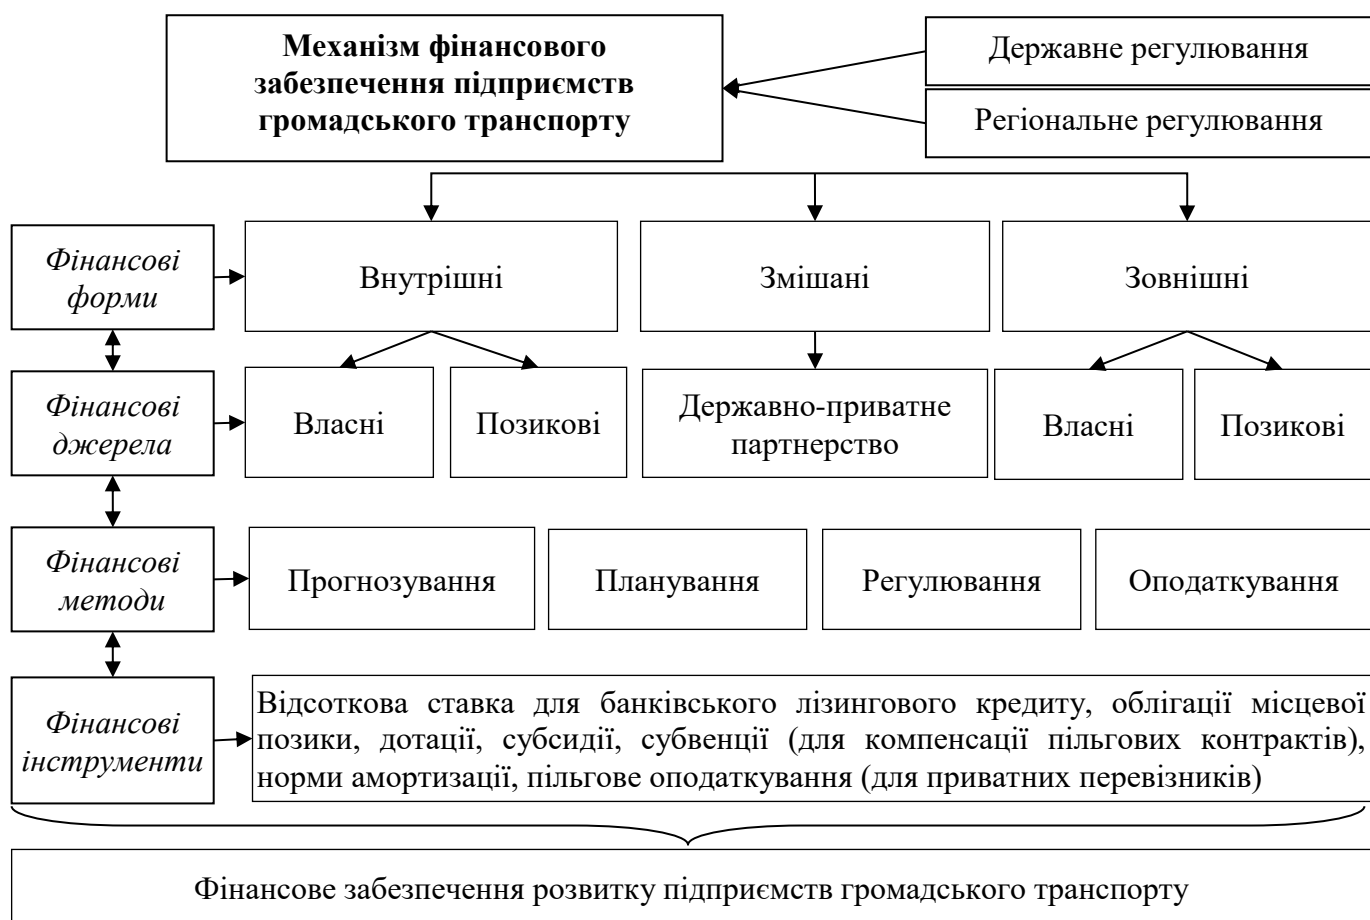 Механізм фінансового
забезпечення підприємств
громадського транспорту
Державне регулювання
Регіональне регулювання
Фінансові
форми
Внутрішні
Змішані
Зовнішні
Фінансові
джерела
Власні
Позикові
Державно-приватне
партнерство
Власні
Позикові
Фінансові
методи
Прогнозування
Планування
Регулювання
Оподаткування
Фінансові
інструменти
Відсоткова ставка для банківського лізингового кредиту, облігації місцевої
позики, дотації, субсидії, субвенції (для компенсації пільгових контрактів),
норми амортизації, пільгове оподаткування (для приватних перевізників)
Фінансове забезпечення розвитку підприємств громадського транспорту